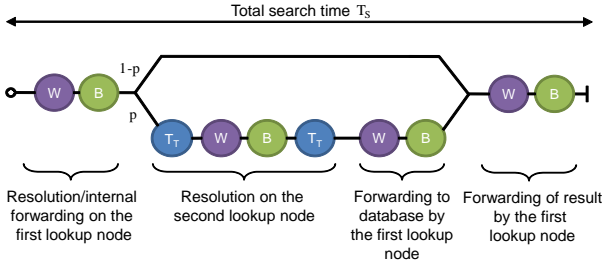 Total search time T_S
1-p
W B
W B
p
T_T W B T_T W B
Resolution/internal
forwarding on the
first lookup node
Resolution on the
second lookup node
Forwarding to
database by
the first lookup
node
Forwarding of result
by the first
lookup node